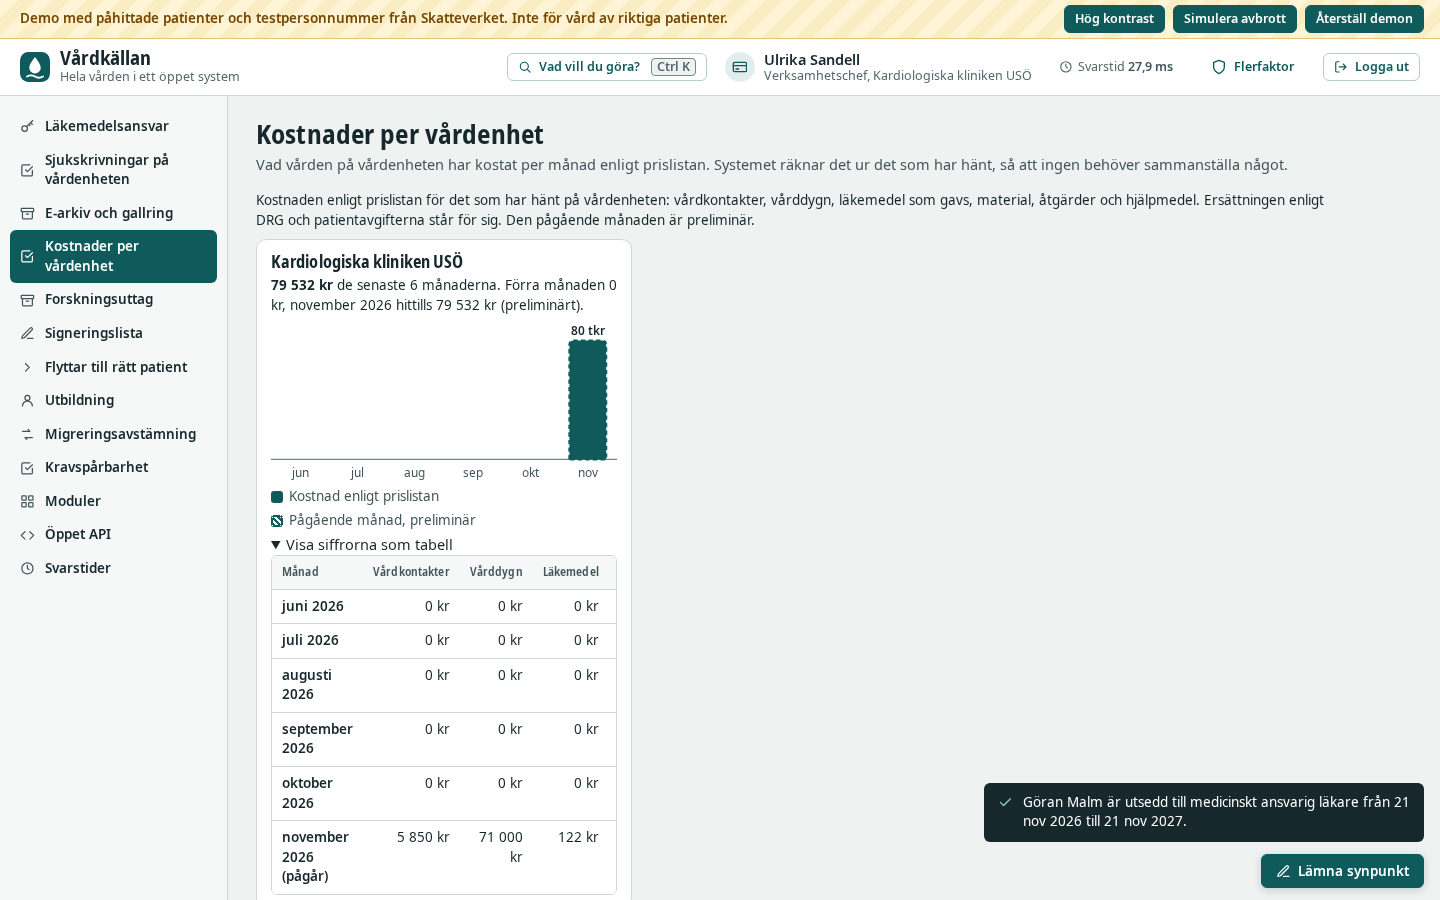 Demo med påhittade patienter och testpersonnummer från Skatteverket. Inte för vård av riktiga patienter.
Hög kontrast
Simulera avbrott
Återställ demon
Vårdkällan
Hela vården i ett öppet system
Vad vill du göra? Ctrl K
Ulrika Sandell
Verksamhetschef, Kardiologiska kliniken USÖ
Svarstid 27,9 ms
Flerfaktor
Logga ut
Läkemedelsansvar
Sjukskrivningar på
vårdenheten
E-arkiv och gallring
Kostnader per
vårdenhet
Forskningsuttag
Signeringslista
Flyttar till rätt patient
Utbildning
Migreringsavstämning
Kravspårbarhet
Moduler
Öppet API
Svarstider
Kostnader per vårdenhet
Vad vården på vårdenheten har kostat per månad enligt prislistan. Systemet räknar det ur det som har hänt, så att ingen behöver sammanställa något.
Kostnaden enligt prislistan för det som har hänt på vårdenheten: vårdkontakter, vårddygn, läkemedel som gavs, material, åtgärder och hjälpmedel. Ersättningen enligt
DRG och patientavgifterna står för sig. Den pågående månaden är preliminär.
Kardiologiska kliniken USÖ
79 532 kr de senaste 6 månaderna. Förra månaden 0
kr, november 2026 hittills 79 532 kr (preliminärt).
80 tkr
jun jul aug sep okt nov
Kostnad enligt prislistan
Pågående månad, preliminär
Visa siffrorna som tabell
Månad Vårdkontakter Vårddygn Läkemedel
juni 2026 0 kr 0 kr 0 kr
juli 2026 0 kr 0 kr 0 kr
augusti
2026 0 kr 0 kr 0 kr
september
2026 0 kr 0 kr 0 kr
oktober
2026 0 kr 0 kr 0 kr
november 5 850 kr 71 000 122 kr
2026 kr
(pågår)
Göran Malm är utsedd till medicinskt ansvarig läkare från 21
nov 2026 till 21 nov 2027.
Lämna synpunkt